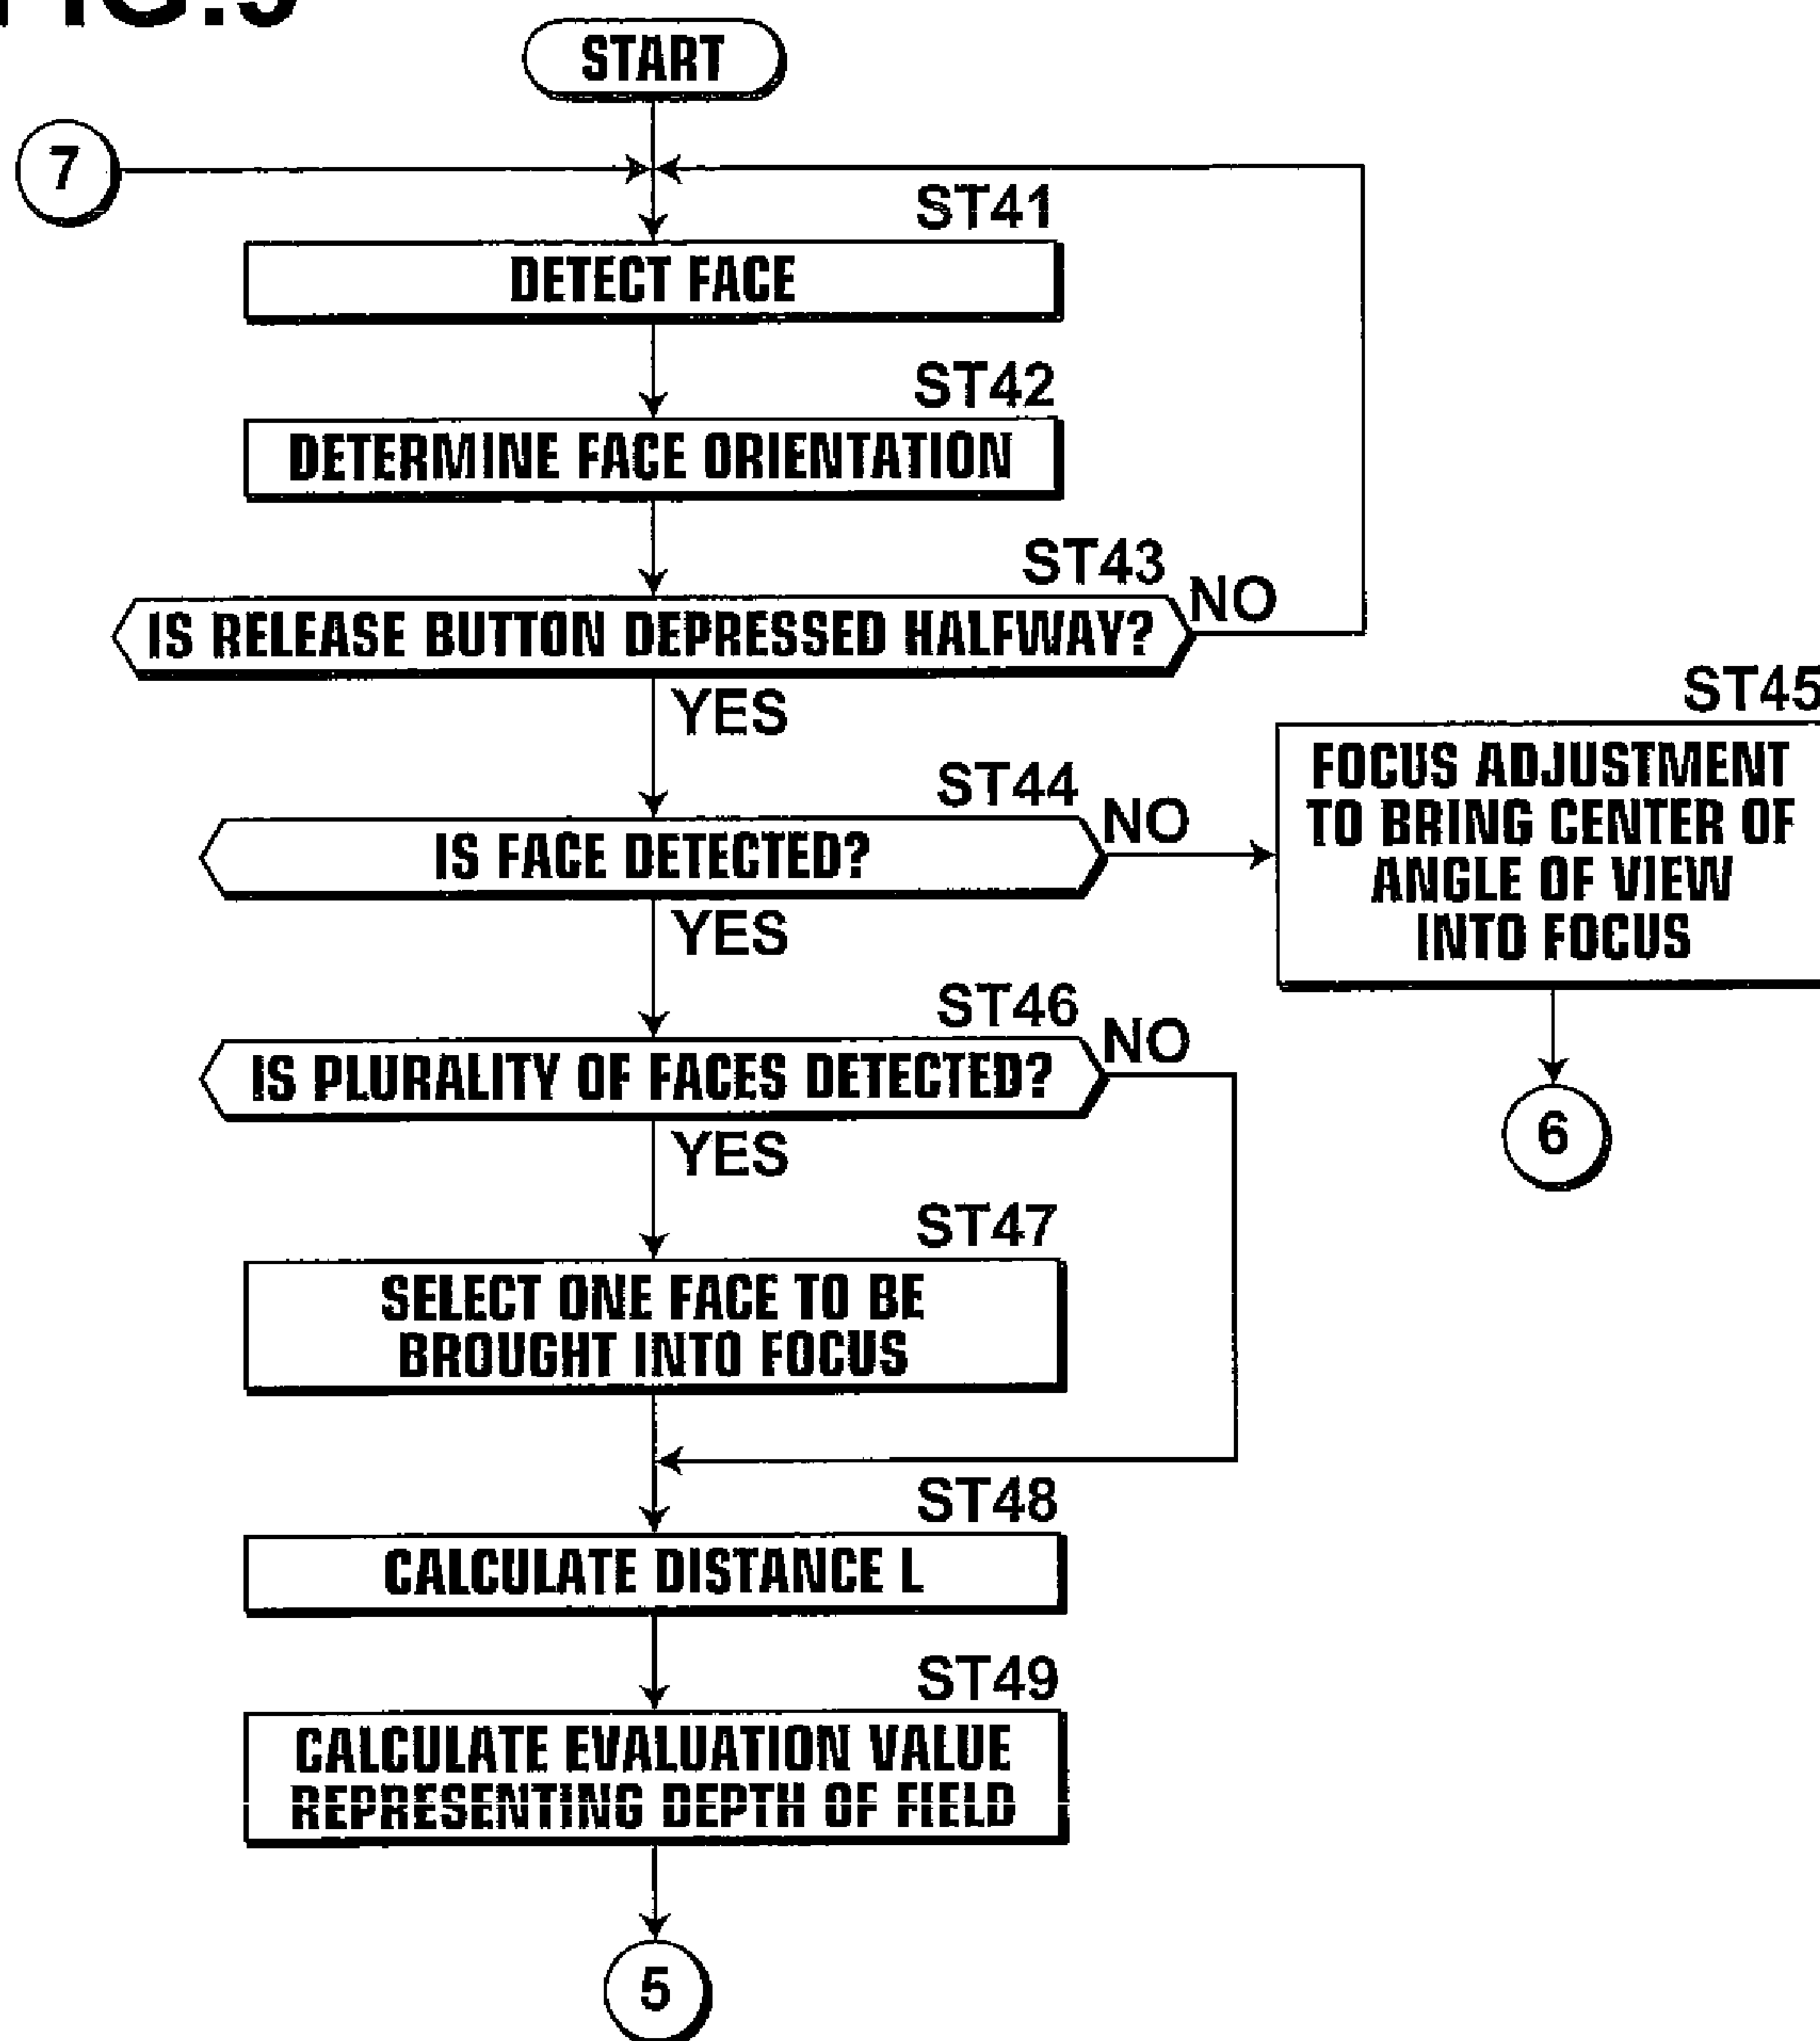 START
7
ST41
DETECT FACE
ST42
DETERMINE FACE ORIENTATION
ST43
IS RELEASE BUTTON DEPRESSED HALFWAY?
NO
YES
ST44
IS FACE DETECTED?
NO
YES
ST45
FOCUS ADJUSTMENT
TO BRING CENTER OF
ANGLE OF VIEW
INTO FOCUS
6
ST46
IS PLURALITY OF FACES DETECTED?
NO
YES
ST47
SELECT ONE FACE TO BE
BROUGHT INTO FOCUS
ST48
CALCULATE DISTANCE L
ST49
CALCULATE EVALUATION VALUE
REPRESENTING DEPTH OF FIELD
5